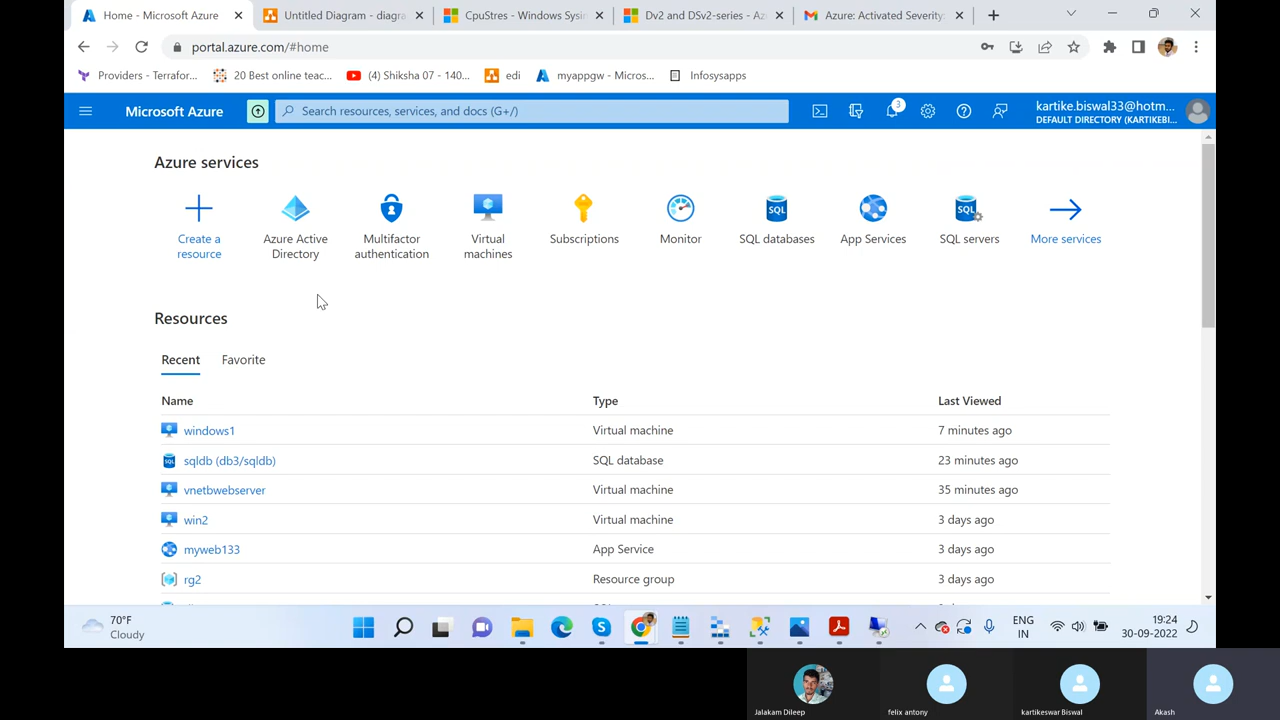 Home - Microsoft Azure
Untitled Diagram - diagra
CpuStres - Windows Sysin
Dv2 and DSv2-series - Az
Azure: Activated Severity:
portal.azure.com/#home
Providers - Terrafor...
20 Best online teac...
(4) Shiksha 07 - 140...
edi
myappgw - Micros...
Infosysapps
Microsoft Azure
Search resources, services, and docs (G+/)
3
kartike.biswal33@hotm...
DEFAULT DIRECTORY (KARTIKEBI...
Azure services
Create a resource
Azure Active Directory
Multifactor authentication
Virtual machines
Subscriptions
Monitor
SQL
SQL databases
App Services
SQL
SQL servers
More services
Resources
Recent
Favorite
Name Type Last Viewed
windows1 Virtual machine 7 minutes ago
sqldb (db3/sqldb) SQL database 23 minutes ago
vnetbwebserver Virtual machine 35 minutes ago
win2 Virtual machine 3 days ago
myweb133 App Service 3 days ago
rg2 Resource group 3 days ago
70°F
Cloudy
ENG
IN
19:24
30-09-2022
Jalakam Dileep
felix antony
kartikeswar Biswal
Akash